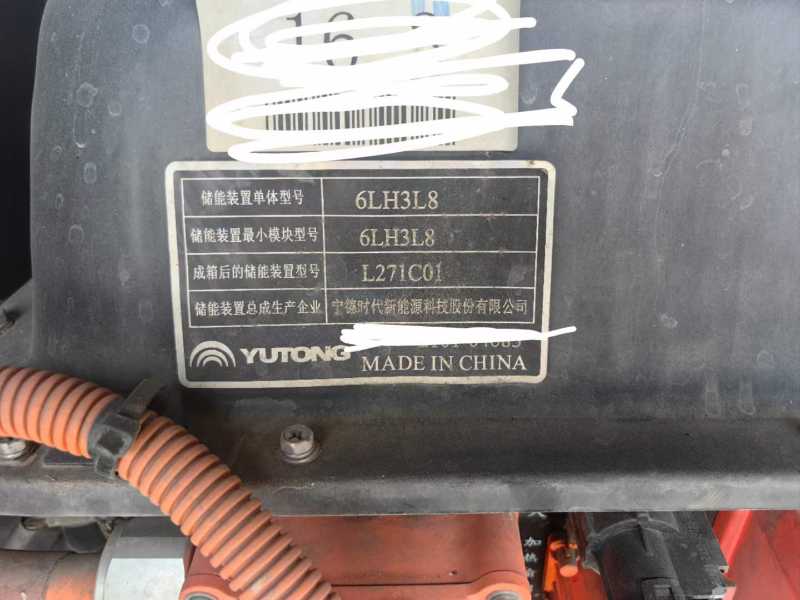 16
储能装置单体型号 6LH3L8
储能装置最小模块型号 6LH3L8
成箱后的储能装置型号 L271C01
储能装置总成生产企业 宁德时代新能源科技股份有限公司
YUTONG
MADE IN CHINA
加